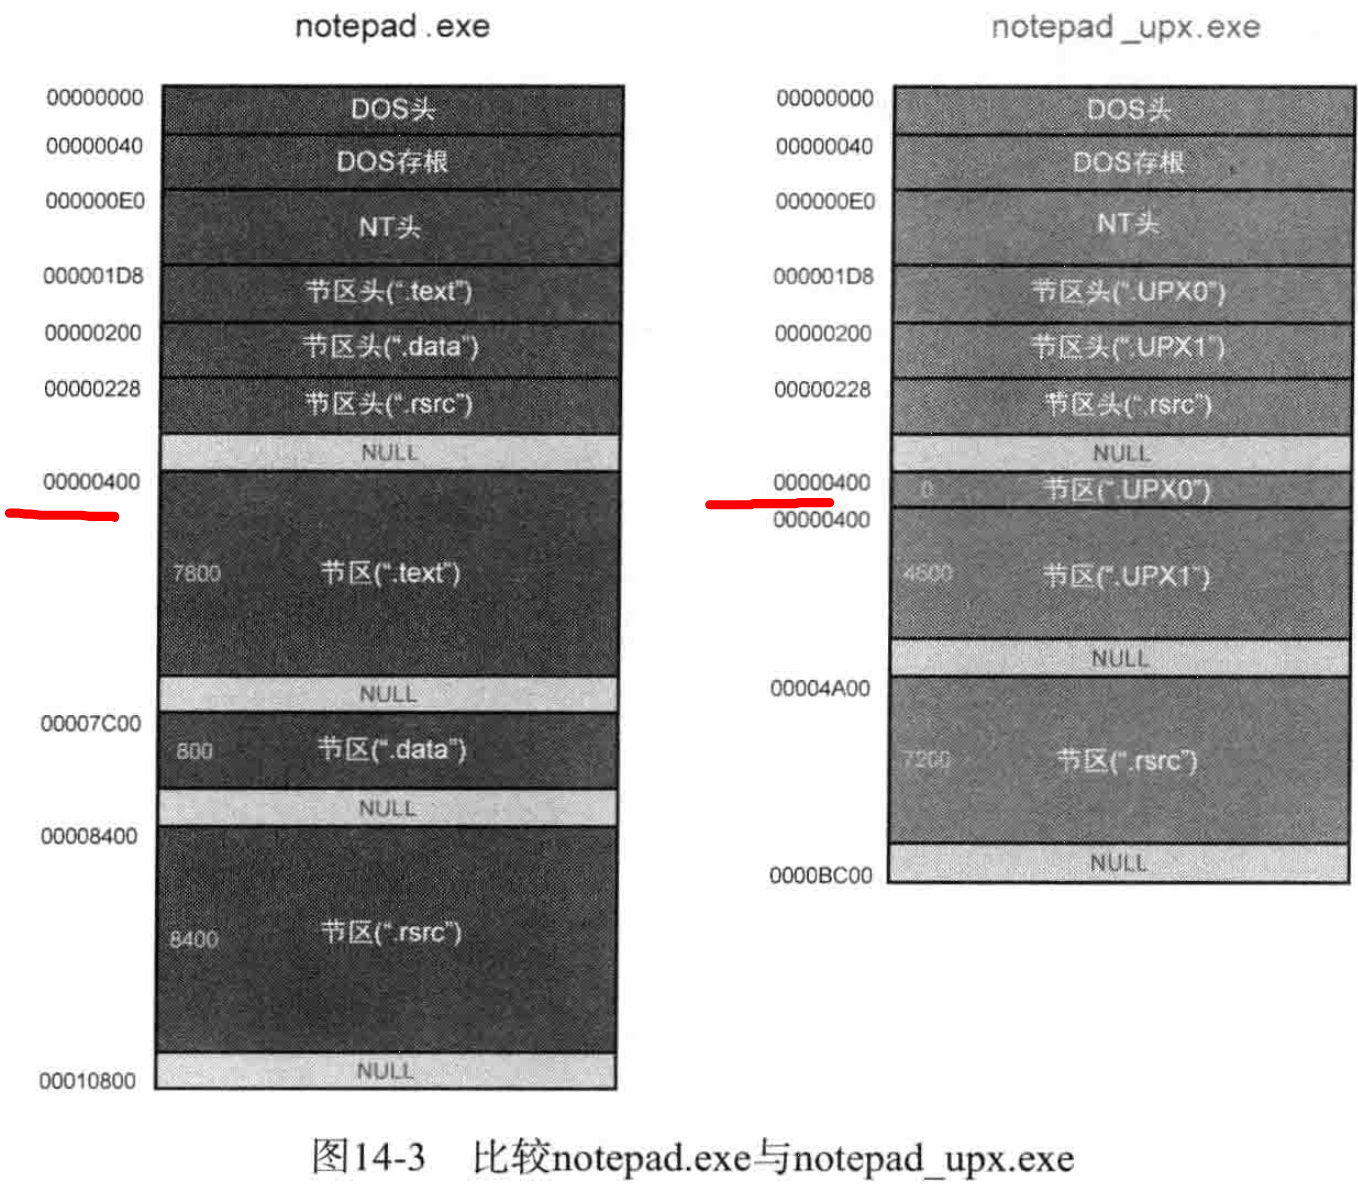 notepad .exe
00000000
DOS头
00000040
DOS存根
000000E0
NT头
000001D8
节区头(“.text”)
00000200
节区头(“.data”)
00000228
节区头(“.rsrc”)
NULL
00000400
7800
节区(“.text”)
NULL
00007C00
800
节区(“.data”)
NULL
00008400
8400
节区(“.rsrc”)
NULL
00010800
notepad _upx.exe
00000000
DOS头
00000040
DOS存根
000000E0
NT头
000001D8
节区头(“.UPX0”)
00000200
节区头(“.UPX1”)
00000228
节区头(“.rsrc”)
NULL
00000400
0
节区(“.UPX0”)
00000400
4600
节区(“.UPX1”)
NULL
00004A00
7200
节区(“.rsrc”)
NULL
0000BC00
图14-3 比较notepad.exe与notepad_upx.exe